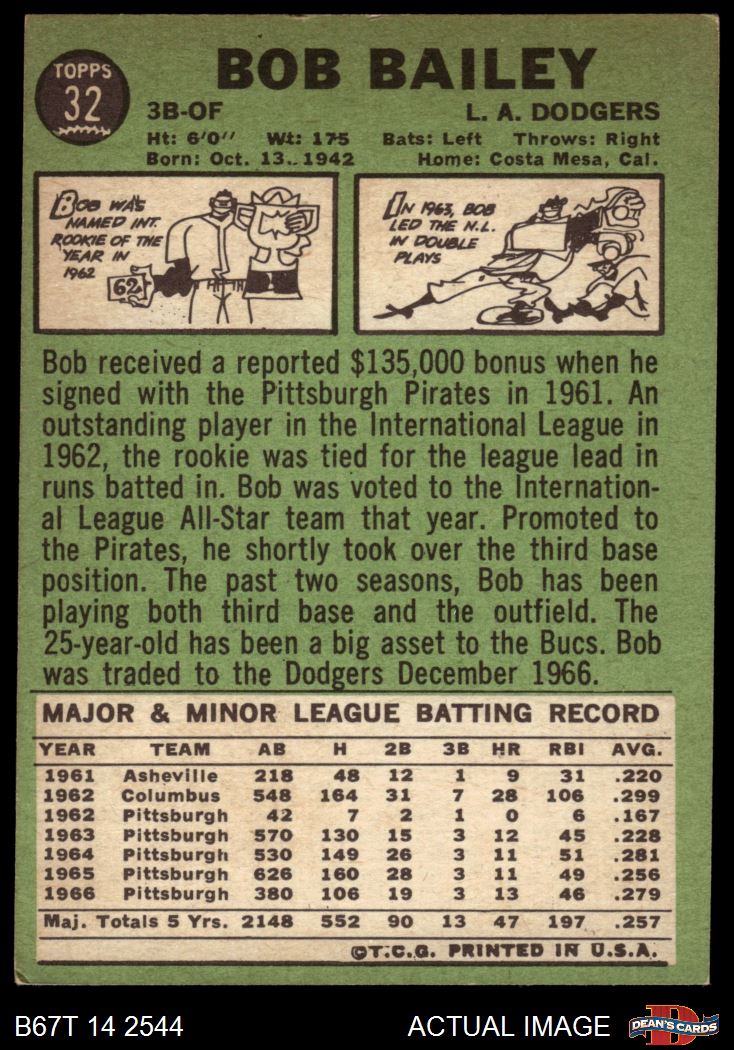 TOPPS
32
BOB BAILEY
3B-OF L. A. DODGERS
Ht: 6'0" Wt: 175 Bats: Left Throws: Right
Born: Oct. 13, 1942 Home: Costa Mesa, Cal.
BOB WAS
NAMED INT.
ROOKIE OF THE
YEAR IN
1962
62
IN 1963, BOB
LED THE N.L.
IN DOUBLE
PLAYS
Bob received a reported $135,000 bonus when he
signed with the Pittsburgh Pirates in 1961. An
outstanding player in the International League in
1962, the rookie was tied for the league lead in
runs batted in. Bob was voted to the Internation-
al League All-Star team that year. Promoted to
the Pirates, he shortly took over the third base
position. The past two seasons, Bob has been
playing both third base and the outfield. The
25-year-old has been a big asset to the Bucs. Bob
was traded to the Dodgers December 1966.
MAJOR & MINOR LEAGUE BATTING RECORD
YEAR TEAM AB H 2B 3B HR RBI AVG.
1961 Asheville 218 48 12 1 9 31 .220
1962 Columbus 548 164 31 7 28 106 .299
1962 Pittsburgh 42 7 2 1 0 6 .167
1963 Pittsburgh 570 130 15 3 12 45 .228
1964 Pittsburgh 530 149 26 3 11 51 .281
1965 Pittsburgh 626 160 28 3 11 49 .256
1966 Pittsburgh 380 106 19 3 13 46 .279
Maj. Totals 5 Yrs. 2148 552 90 13 47 197 .257
©T.C.G. PRINTED IN U.S.A.
B67T 14 2544 ACTUAL IMAGE DEAN'S CARDS